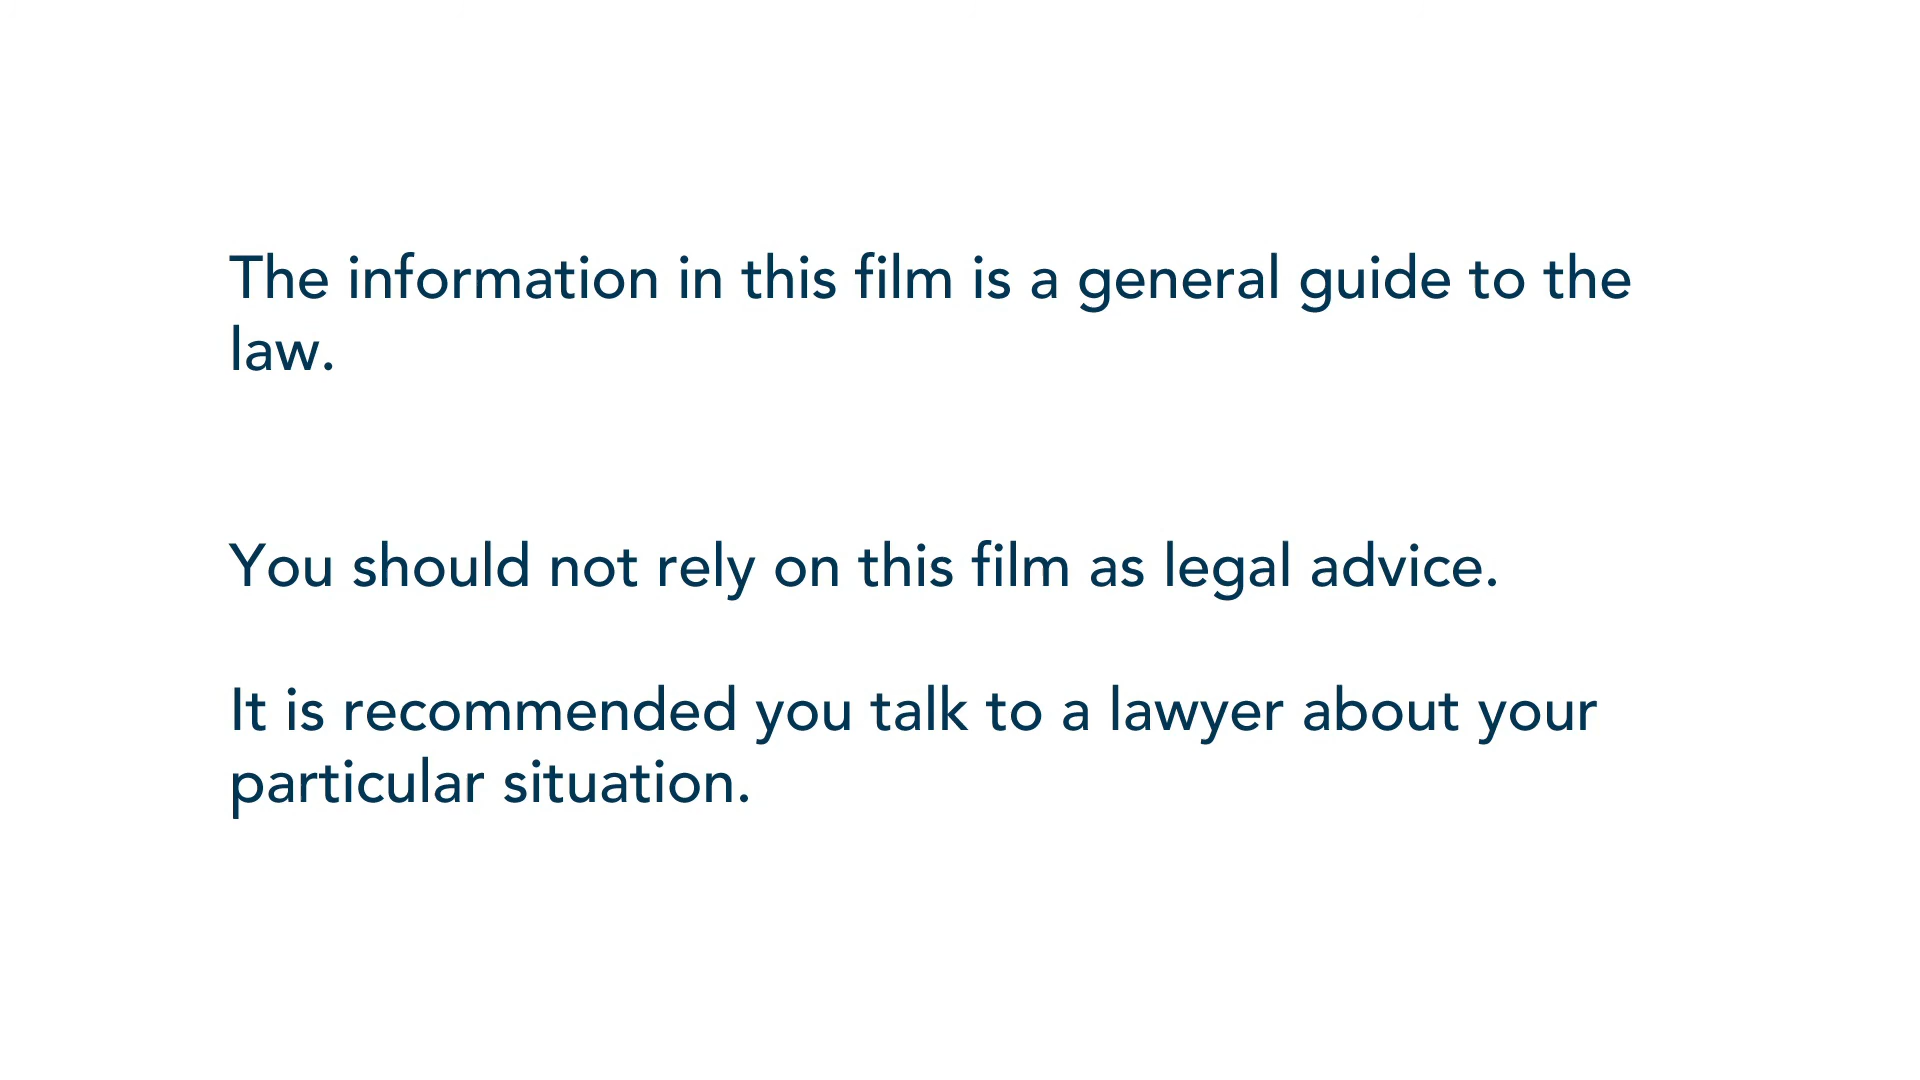 The information in this film is a general guide to the
law.
You should not rely on this film as legal advice.
It is recommended you talk to a lawyer about your
particular situation.